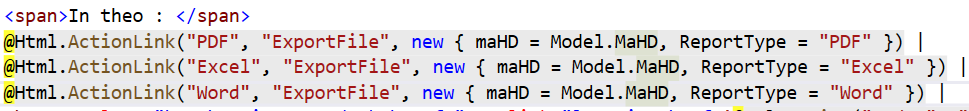 <span>In theo : </span>
@Html.ActionLink("PDF", "ExportFile", new { maHD = Model.MaHD, ReportType = "PDF" }) |
@Html.ActionLink("Excel", "ExportFile", new { maHD = Model.MaHD, ReportType = "Excel" }) |
@Html.ActionLink("Word", "ExportFile", new { maHD = Model.MaHD, ReportType = "Word" }) |